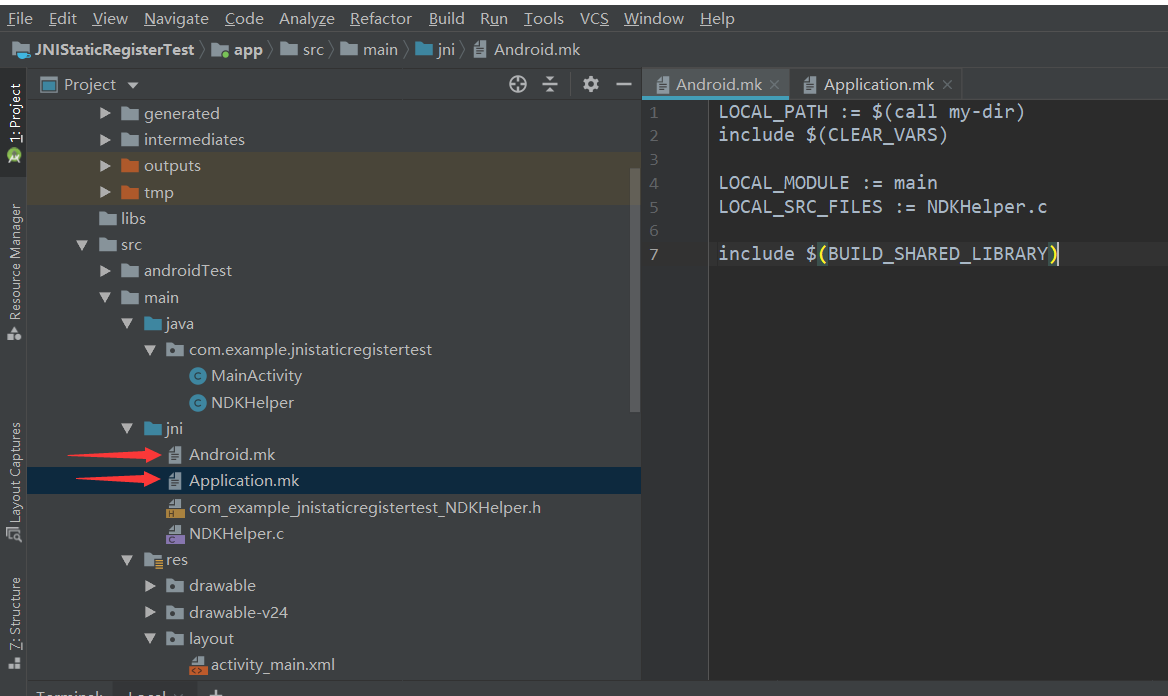 File Edit View Navigate Code Analyze Refactor Build Run Tools VCS Window Help
JNIStaticRegisterTest app src main jni Android.mk
1: Project
Resource Manager
Layout Captures
7: Structure
Project
generated
intermediates
outputs
tmp
libs
src
androidTest
main
java
com.example.jnistaticregistertest
C MainActivity
C NDKHelper
jni
Android.mk
Application.mk
H com_example_jnistaticregistertest_NDKHelper.h
C NDKHelper.c
res
drawable
drawable-v24
layout
activity_main.xml
Android.mk Application.mk
1 LOCAL_PATH := $(call my-dir)
2 include $(CLEAR_VARS)
3
4 LOCAL_MODULE := main
5 LOCAL_SRC_FILES := NDKHelper.c
6
7 include $(BUILD_SHARED_LIBRARY)
Terminal: Local